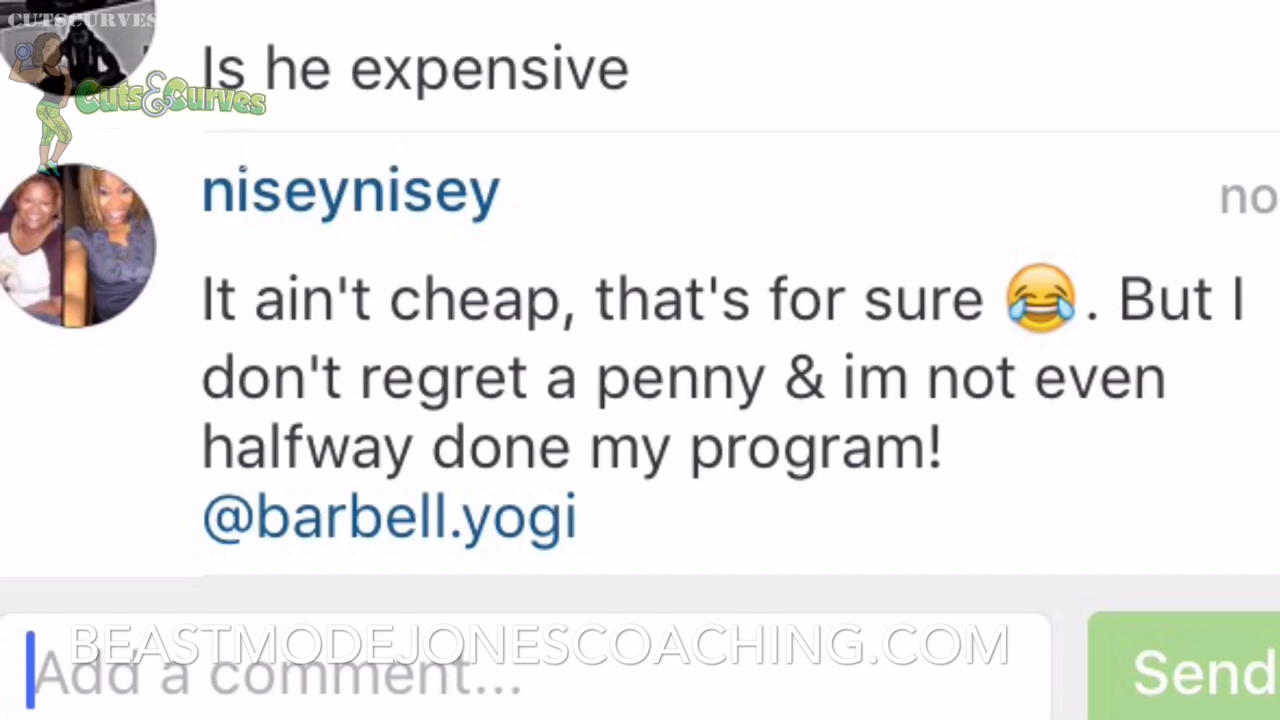 CUTSCURVES
Cuts&Curves
Is he expensive
niseynisey
no
It ain't cheap, that's for sure 😂. But I
don't regret a penny & im not even
halfway done my program!
@barbell.yogi
BEASTMODEJONESCOACHING.COM
Add a comment...
Send